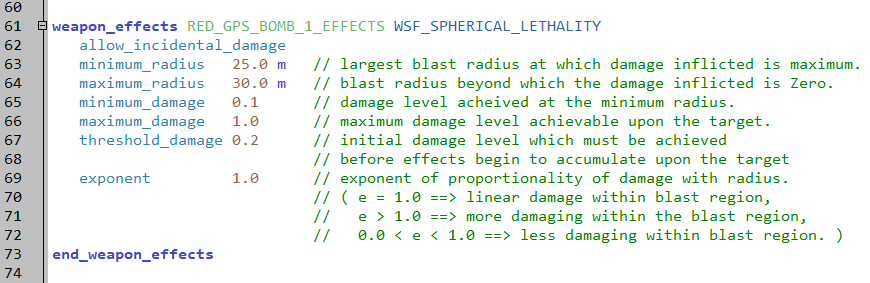 60
61 weapon_effects RED_GPS_BOMB_1_EFFECTS WSF_SPHERICAL_LETHALITY
62 allow_incidental_damage
63 minimum_radius 25.0 m // largest blast radius at which damage inflicted is maximum.
64 maximum_radius 30.0 m // blast radius beyond which the damage inflicted is Zero.
65 minimum_damage 0.1 // damage level acheived at the minimum radius.
66 maximum_damage 1.0 // maximum damage level achievable upon the target.
67 threshold_damage 0.2 // initial damage level which must be achieved
68 // before effects begin to accumulate upon the target
69 exponent 1.0 // exponent of proportionality of damage with radius.
70 // ( e = 1.0 ==> linear damage within blast region,
71 // e > 1.0 ==> more damaging within the blast region,
72 // 0.0 < e < 1.0 ==> less damaging within blast region. )
73 end_weapon_effects
74